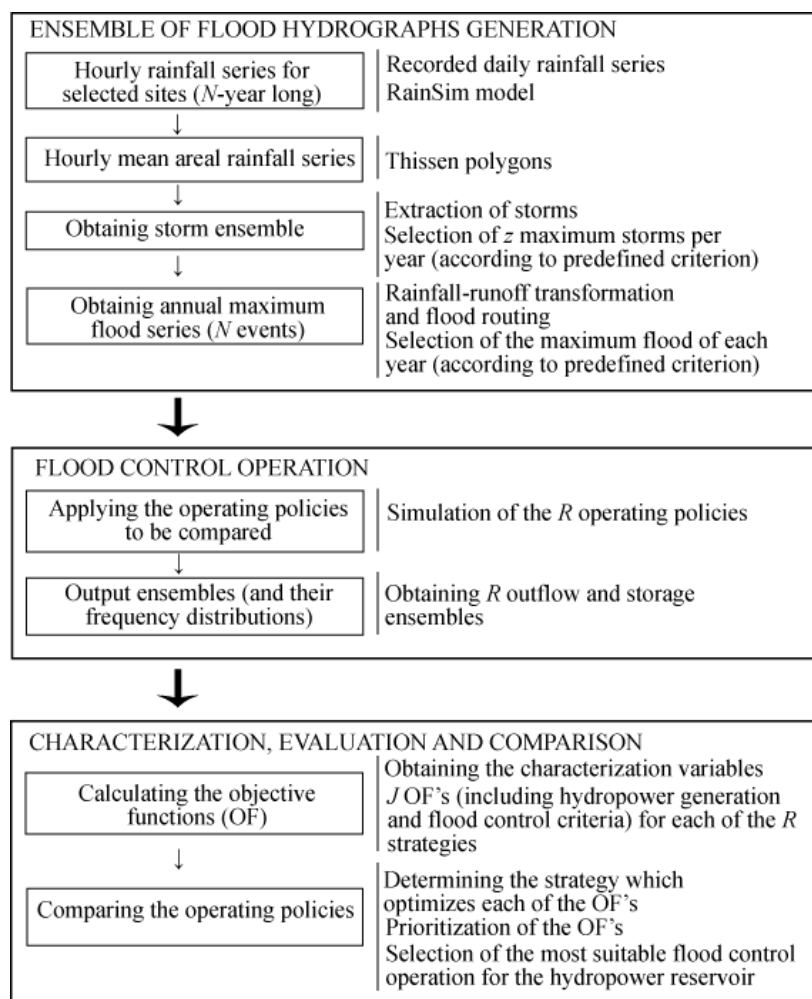 ENSEMBLE OF FLOOD HYDROGRAPHS GENERATION
Hourly rainfall series for
selected sites (N-year long)
Recorded daily rainfall series
RainSim model
↓
Hourly mean areal rainfall series
Thissen polygons
↓
Obtainig storm ensemble
Extraction of storms
Selection of z maximum storms per
year (according to predefined criterion)
↓
Obtainig annual maximum
flood series (N events)
Rainfall-runoff transformation
and flood routing
Selection of the maximum flood of each
year (according to predefined criterion)
FLOOD CONTROL OPERATION
Applying the operating policies
to be compared
Simulation of the R operating policies
↓
Output ensembles (and their
frequency distributions)
Obtaining R outflow and storage
ensembles
CHARACTERIZATION, EVALUATION AND COMPARISON
Calculating the objective
functions (OF)
Obtaining the characterization variables
J OF's (including hydropower generation
and flood control criteria) for each of the R
strategies
↓
Comparing the operating policies
Determining the strategy which
optimizes each of the OF's
Prioritization of the OF's
Selection of the most suitable flood control
operation for the hydropower reservoir